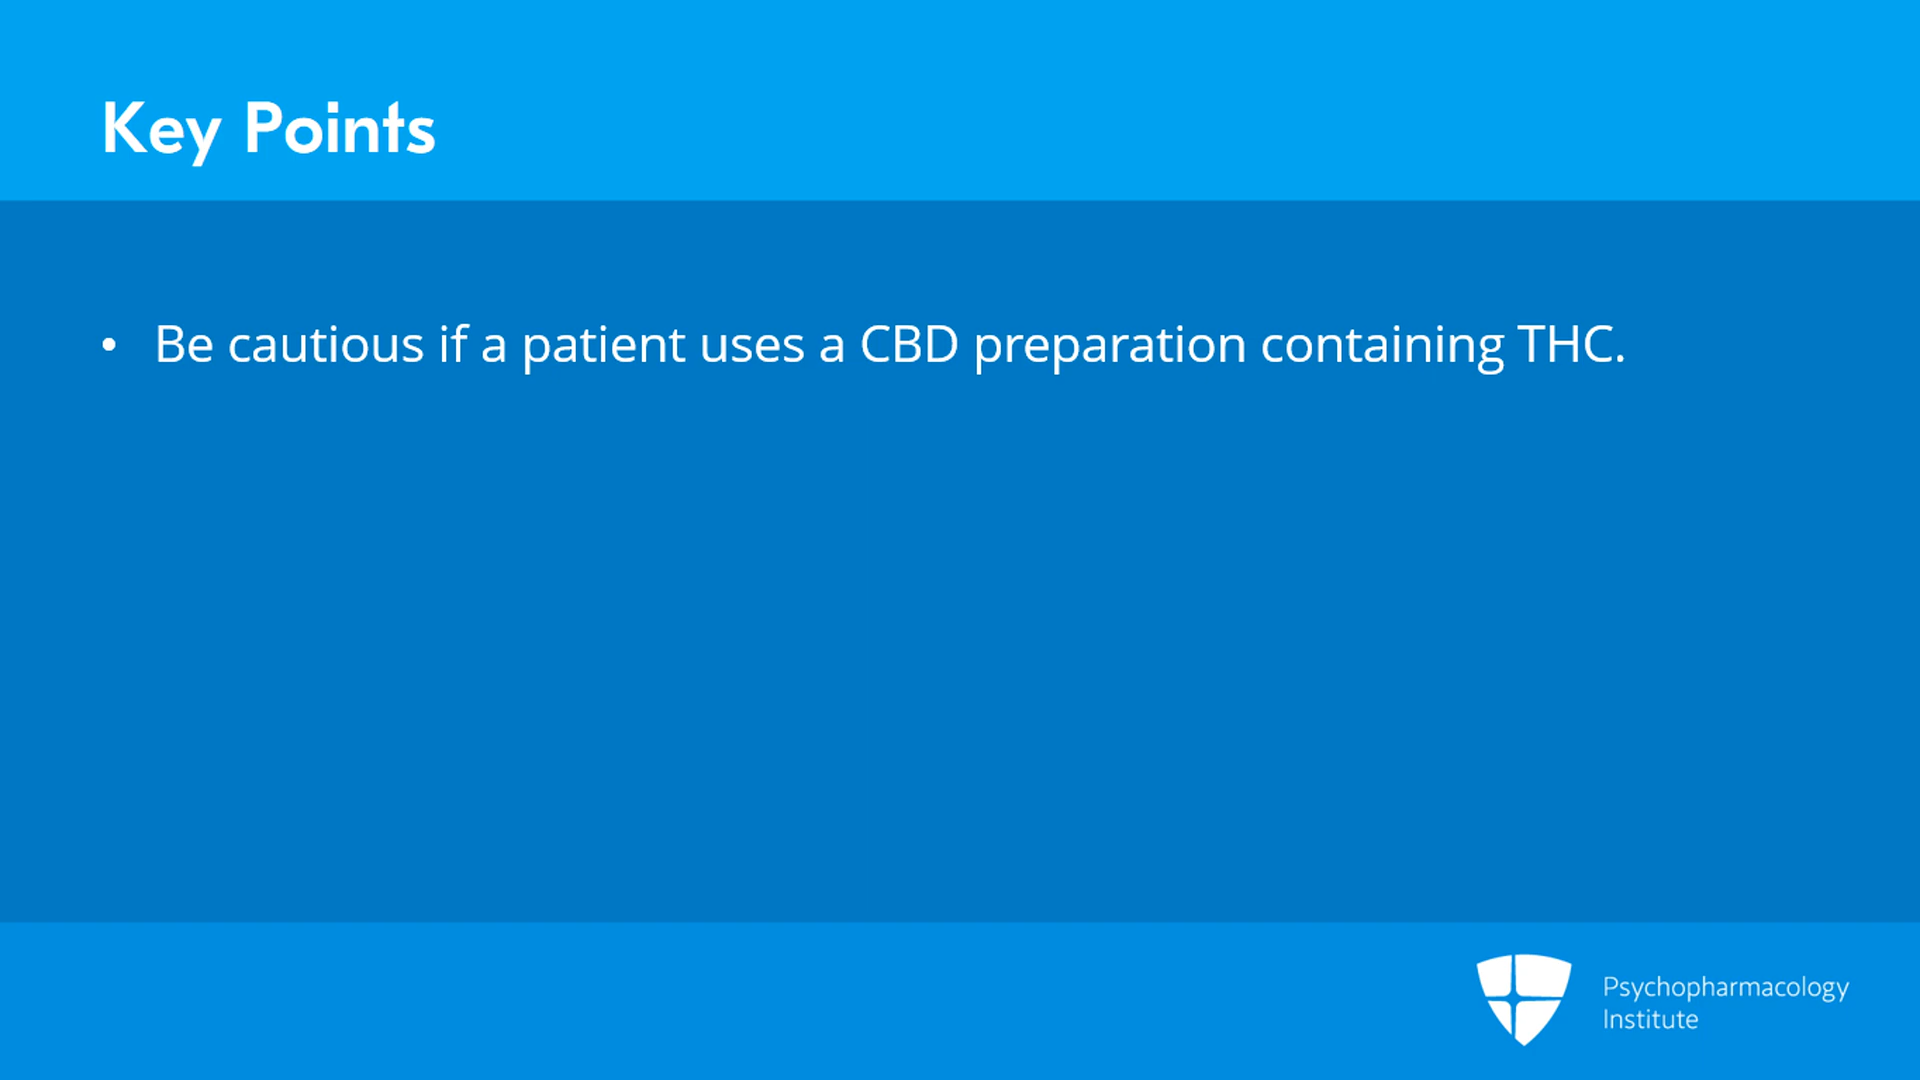 Key Points
• Be cautious if a patient uses a CBD preparation containing THC.
Psychopharmacology
Institute